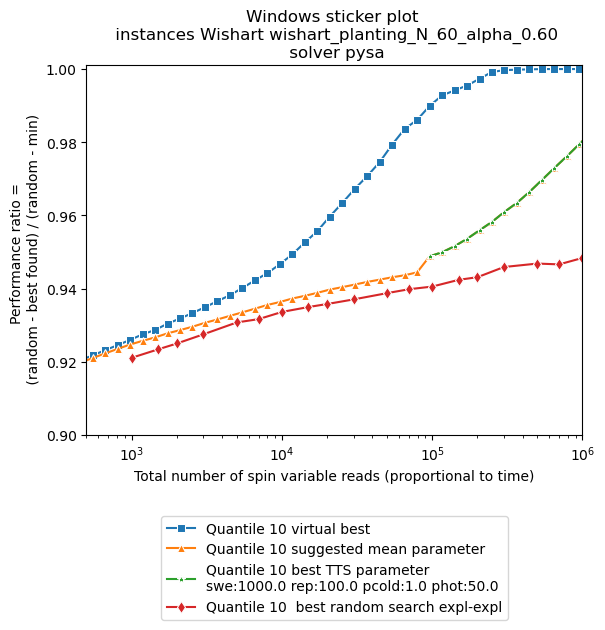 Windows sticker plot
instances Wishart wishart_planting_N_60_alpha_0.60
solver pysa
Performance ratio =
(random - best found) / (random - min)
1.00
0.98
0.96
0.94
0.92
0.90
10³
10⁴
10⁵
10⁶
Total number of spin variable reads (proportional to time)
Quantile 10 virtual best
Quantile 10 suggested mean parameter
Quantile 10 best TTS parameter
swe:1000.0 rep:100.0 pcold:1.0 phot:50.0
Quantile 10  best random search expl-expl